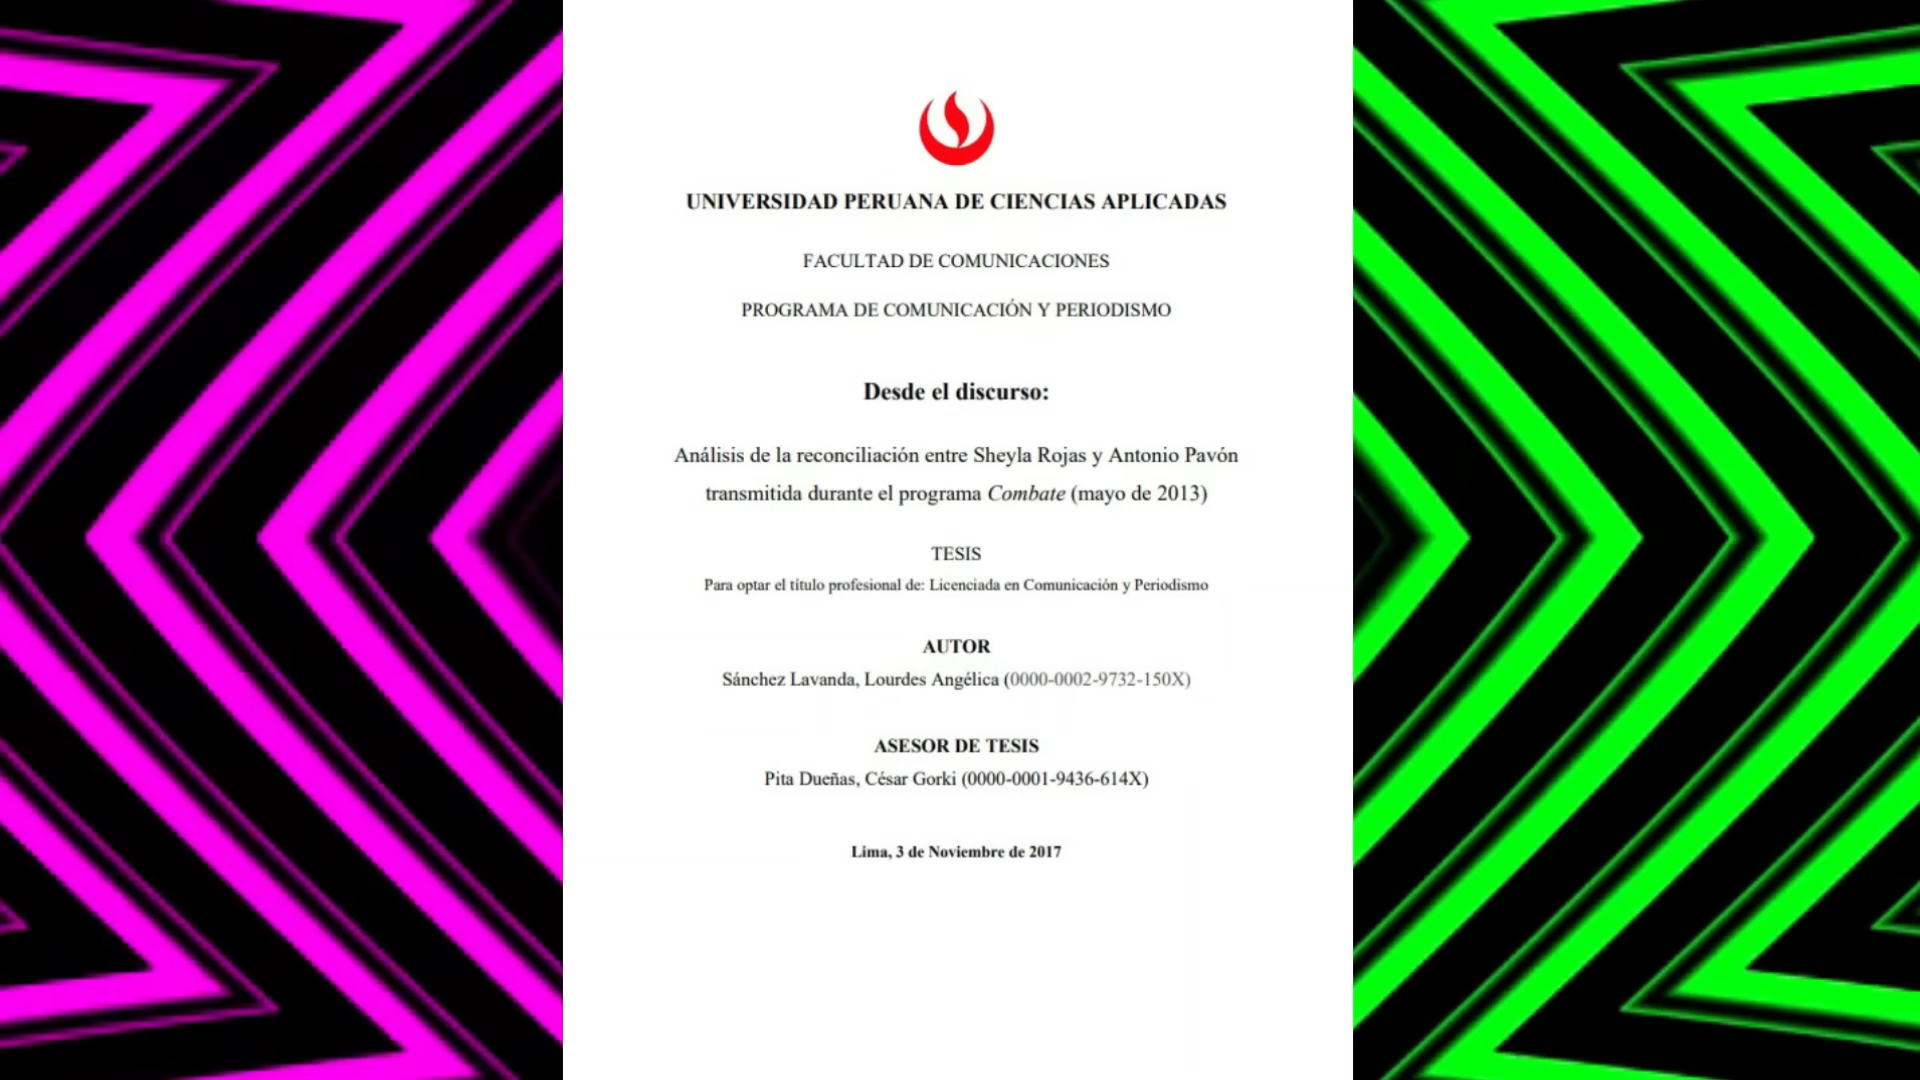 UNIVERSIDAD PERUANA DE CIENCIAS APLICADAS
FACULTAD DE COMUNICACIONES
PROGRAMA DE COMUNICACIÓN Y PERIODISMO
Desde el discurso:
Análisis de la reconciliación entre Sheyla Rojas y Antonio Pavón
transmitida durante el programa Combate (mayo de 2013)
TESIS
Para optar el título profesional de: Licenciada en Comunicación y Periodismo
AUTOR
Sánchez Lavanda, Lourdes Angélica (0000-0002-9732-150X)
ASESOR DE TESIS
Pita Dueñas, César Gorki (0000-0001-9436-614X)
Lima, 3 de Noviembre de 2017